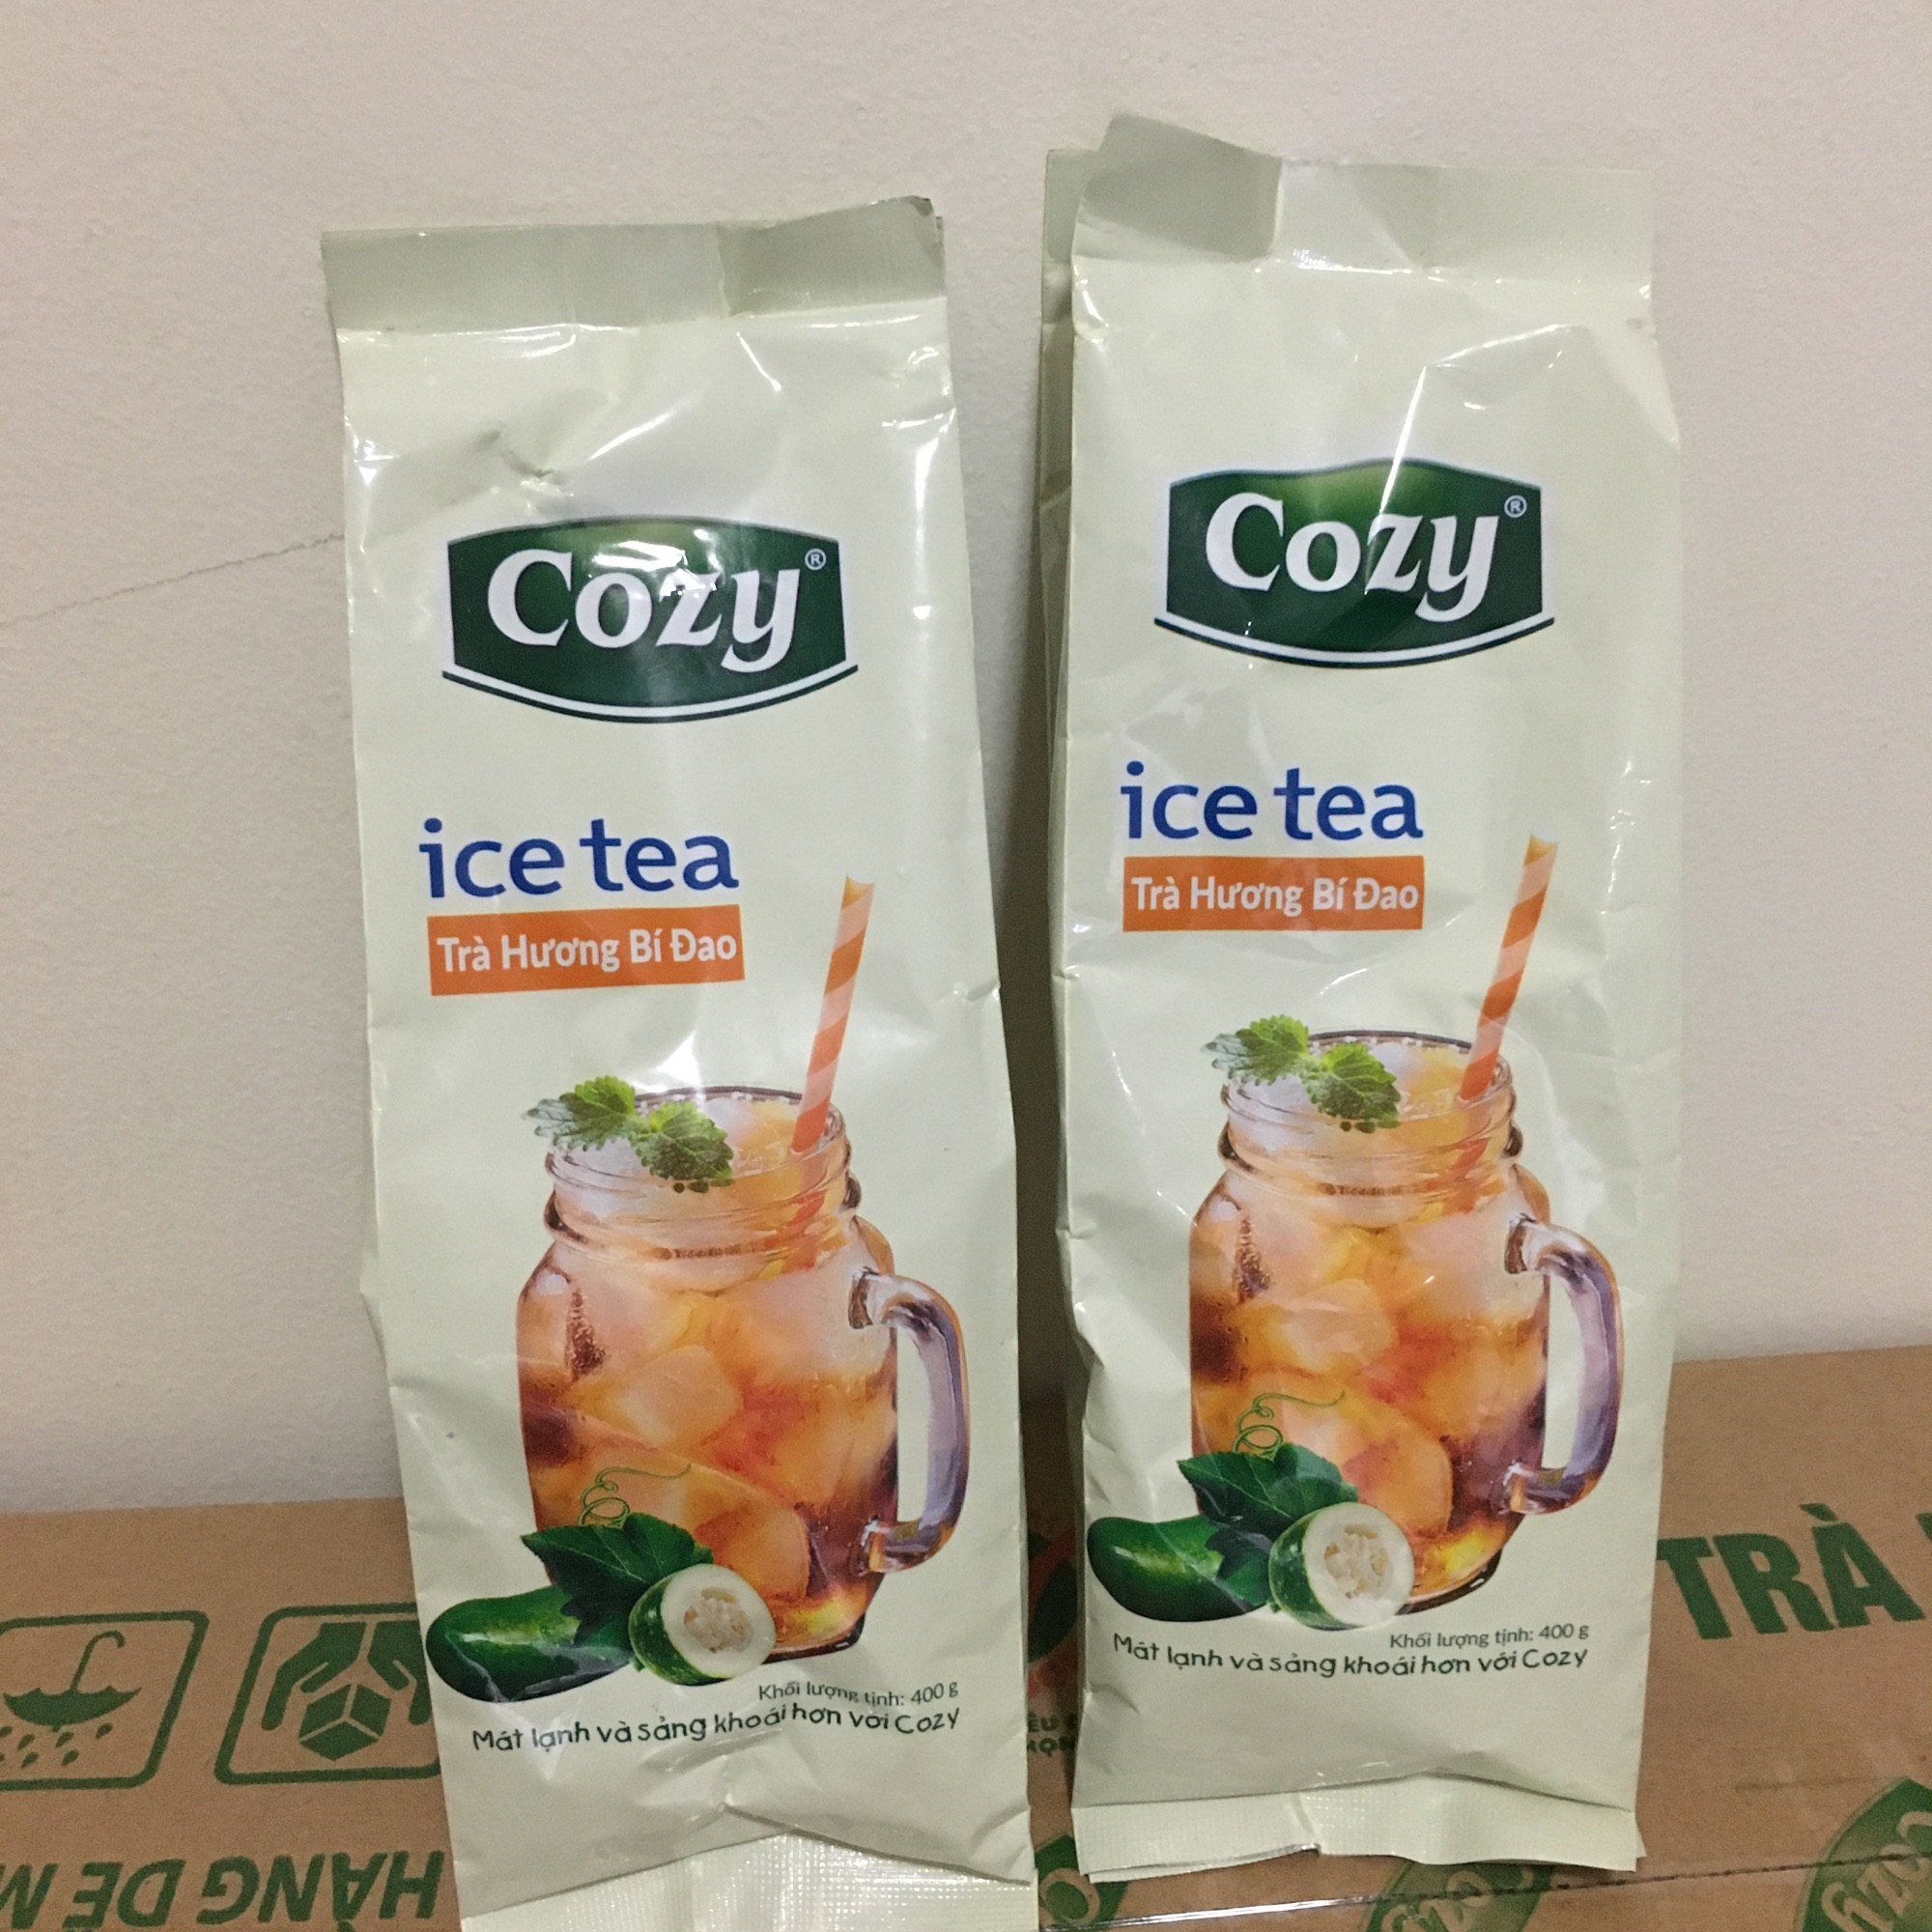 Cozy®
ice tea
Trà Hương Bí Đao
Khối lượng tịnh: 400 g
Mát lạnh và sảng khoái hơn với Cozy
Cozy®
ice tea
Trà Hương Bí Đao
Khối lượng tịnh: 400 g
Mát lạnh và sảng khoái hơn với Cozy
TRÀ
HÀNG DỄ
Cozy